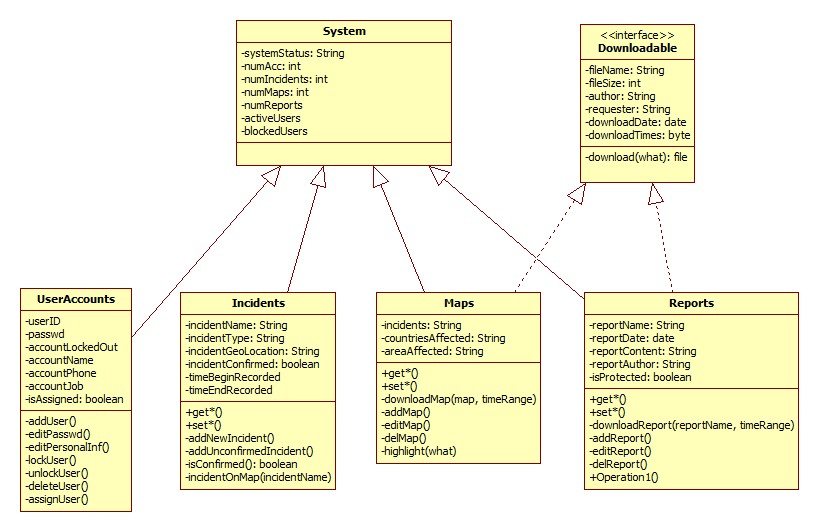 System
-systemStatus: String
-numAcc: int
-numIncidents: int
-numMaps: int
-numReports
-activeUsers
-blockedUsers
<<interface>>
Downloadable
-fileName: String
-fileSize: int
-author: String
-requester: String
-downloadDate: date
-downloadTimes: byte
-download(what): file
UserAccounts
-userID
-passwd
-accountLockedOut
-accountName
-accountPhone
-accountJob
-isAssigned: boolean
-addUser()
-editPasswd()
-editPersonalInf()
-lockUser()
-unlockUser()
-deleteUser()
-assignUser()
Incidents
-incidentName: String
-incidentType: String
-incidentGeoLocation: String
-incidentConfirmed: boolean
-timeBeginRecorded
-timeEndRecorded
+get*()
+set*()
-addNewIncident()
-addUnconfirmedIncident()
-isConfirmed(): boolean
-incidentOnMap(incidentName)
Maps
-incidents: String
-countriesAffected: String
-areaAffected: String
+get*()
+set*()
-downloadMap(map, timeRange)
-addMap()
-editMap()
-delMap()
-highlight(what)
Reports
-reportName: String
-reportDate: date
-reportContent: String
-reportAuthor: String
-isProtected: boolean
+get*()
+set*()
-downloadReport(reportName, timeRange)
-addReport()
-editReport()
-delReport()
+Operation1()